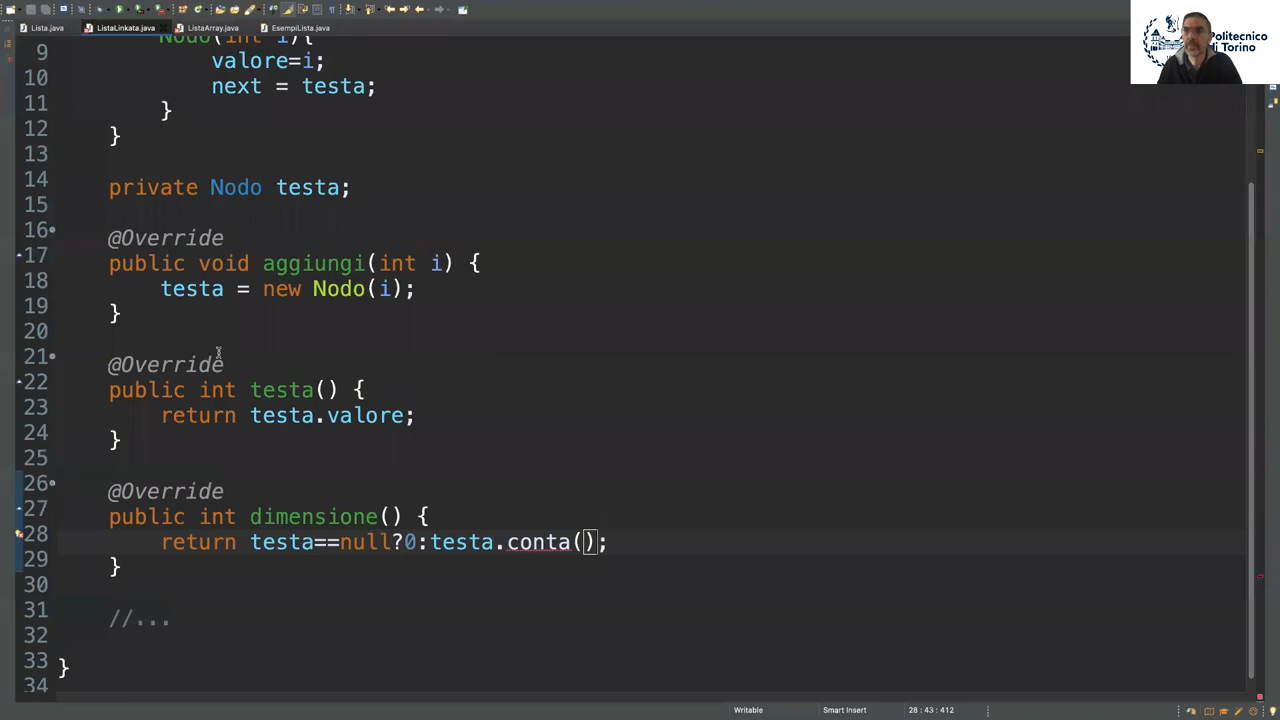 Lista.java ListaLinkata.java ListaArray.java EsempiLista.java
Politecnico
di Torino
9 Nodo(int i){
10 valore=i;
11 next = testa;
12 }
13 }
14 private Nodo testa;
15
16 @Override
17 public void aggiungi(int i) {
18 testa = new Nodo(i);
19 }
20
21 @Override
22 public int testa() {
23 return testa.valore;
24 }
25
26 @Override
27 public int dimensione() {
28 return testa==null?0:testa.conta();
29 }
30
31 //...
32
33 }
34
Writable Smart Insert 28 : 43 : 412